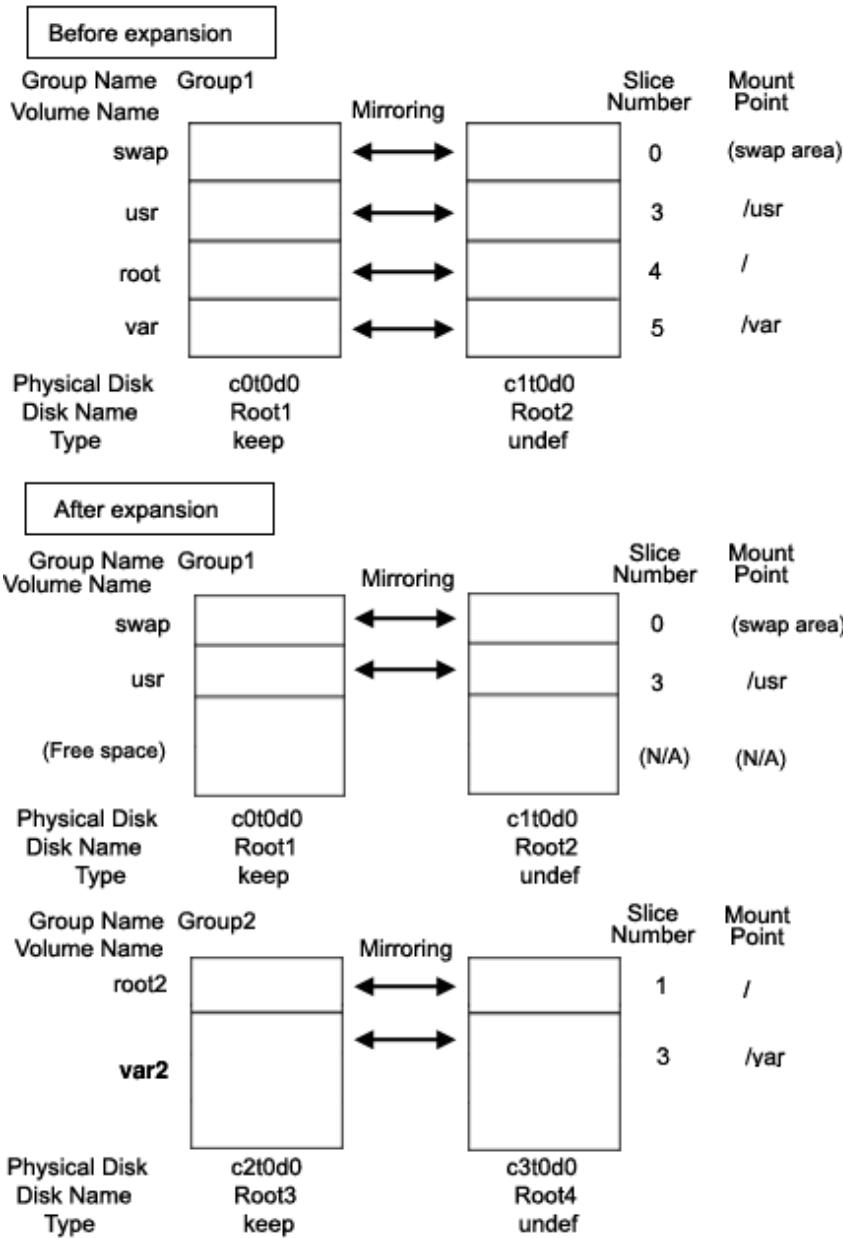 Before expansion
Group Name Group1 Slice Number Mount Point
Volume Name Mirroring
swap 0 (swap area)
usr 3 /usr
root 4 /
var 5 /var
Physical Disk c0t0d0 c1t0d0
Disk Name Root1 Root2
Type keep undef
After expansion
Group Name Group1 Slice Number Mount Point
Volume Name Mirroring
swap 0 (swap area)
usr 3 /usr
(Free space) (N/A) (N/A)
Physical Disk c0t0d0 c1t0d0
Disk Name Root1 Root2
Type keep undef
Group Name Group2 Slice Number Mount Point
Volume Name Mirroring
root2 1 /
var2 3 /var
Physical Disk c2t0d0 c3t0d0
Disk Name Root3 Root4
Type keep undef